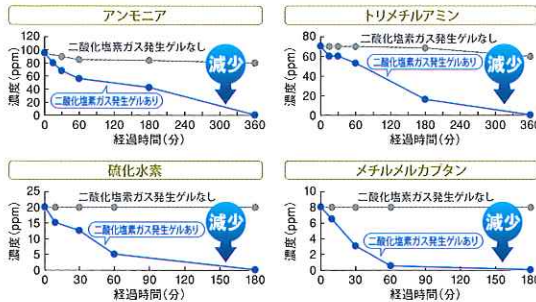 アンモニア
濃度(ppm)
120
100
80
60
40
20
0
二酸化塩素ガス発生ゲルなし
二酸化塩素ガス発生ゲルあり
減少
0 60 120 180 240 300 360
経過時間(分)
トリメチルアミン
濃度(ppm)
80
60
40
20
0
二酸化塩素ガス発生ゲルなし
二酸化塩素ガス発生ゲルあり
減少
0 60 120 180 240 300 360
経過時間(分)
硫化水素
濃度(ppm)
25
20
15
10
5
0
二酸化塩素ガス発生ゲルなし
二酸化塩素ガス発生ゲルあり
減少
0 30 60 90 120 150 180
経過時間(分)
メチルメルカプタン
濃度(ppm)
8
6
4
2
0
二酸化塩素ガス発生ゲルなし
二酸化塩素ガス発生ゲルあり
減少
0 30 60 90 120 150 180
経過時間(分)